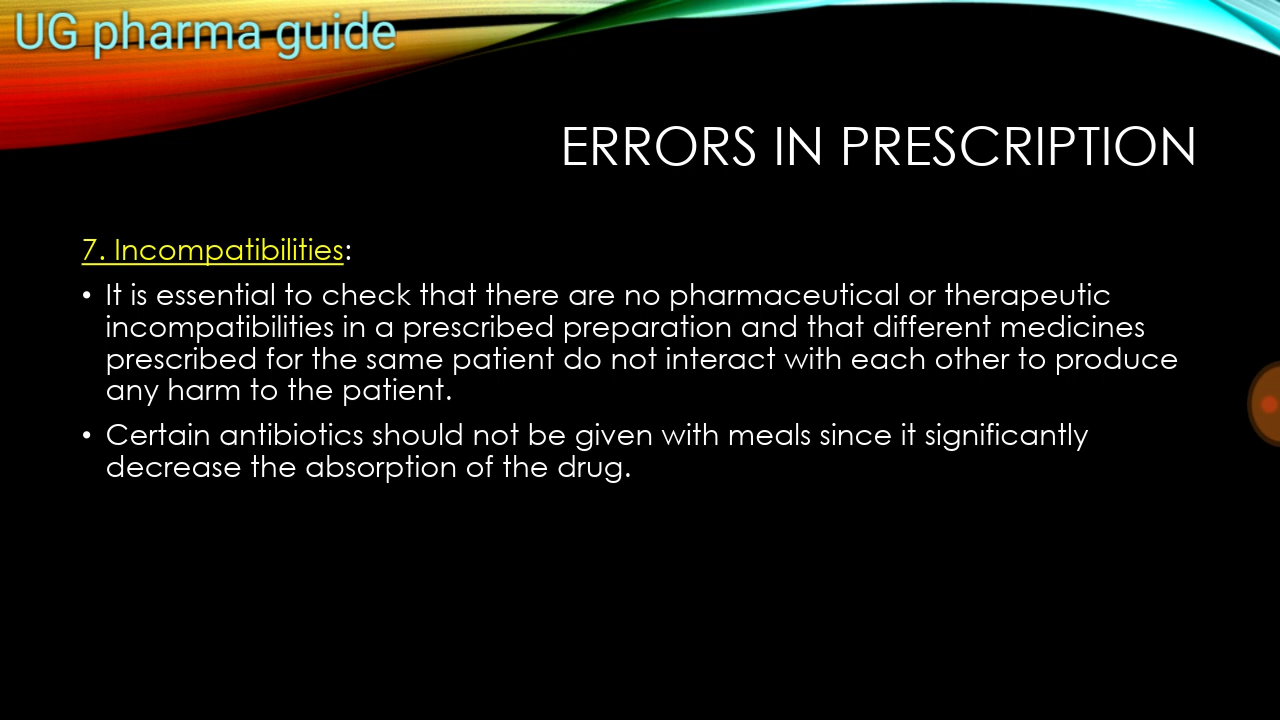 UG pharma guide
ERRORS IN PRESCRIPTION
7. Incompatibilities:
• It is essential to check that there are no pharmaceutical or therapeutic
incompatibilities in a prescribed preparation and that different medicines
prescribed for the same patient do not interact with each other to produce
any harm to the patient.
• Certain antibiotics should not be given with meals since it significantly
decrease the absorption of the drug.